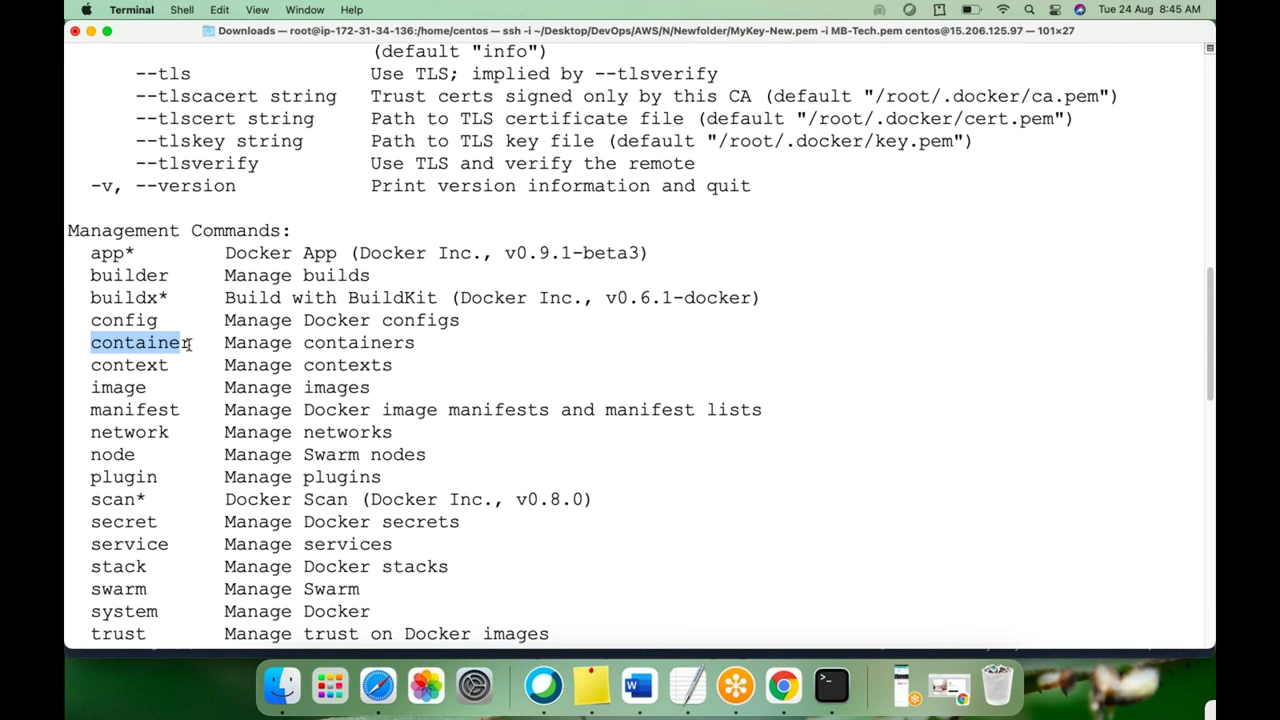 Terminal Shell Edit View Window Help Tue 24 Aug 8:45 AM
Downloads — root@ip-172-31-34-136:/home/centos — ssh -i ~/Desktop/DevOps/AWS/N/Newfolder/MyKey-New.pem -i MB-Tech.pem centos@15.206.125.97 — 101×27
(default "info")
--tls Use TLS; implied by --tlsverify
--tlscacert string Trust certs signed only by this CA (default "/root/.docker/ca.pem")
--tlscert string Path to TLS certificate file (default "/root/.docker/cert.pem")
--tlskey string Path to TLS key file (default "/root/.docker/key.pem")
--tlsverify Use TLS and verify the remote
-v, --version Print version information and quit
Management Commands:
app* Docker App (Docker Inc., v0.9.1-beta3)
builder Manage builds
buildx* Build with BuildKit (Docker Inc., v0.6.1-docker)
config Manage Docker configs
container Manage containers
context Manage contexts
image Manage images
manifest Manage Docker image manifests and manifest lists
network Manage networks
node Manage Swarm nodes
plugin Manage plugins
scan* Docker Scan (Docker Inc., v0.8.0)
secret Manage Docker secrets
service Manage services
stack Manage Docker stacks
swarm Manage Swarm
system Manage Docker
trust Manage trust on Docker images